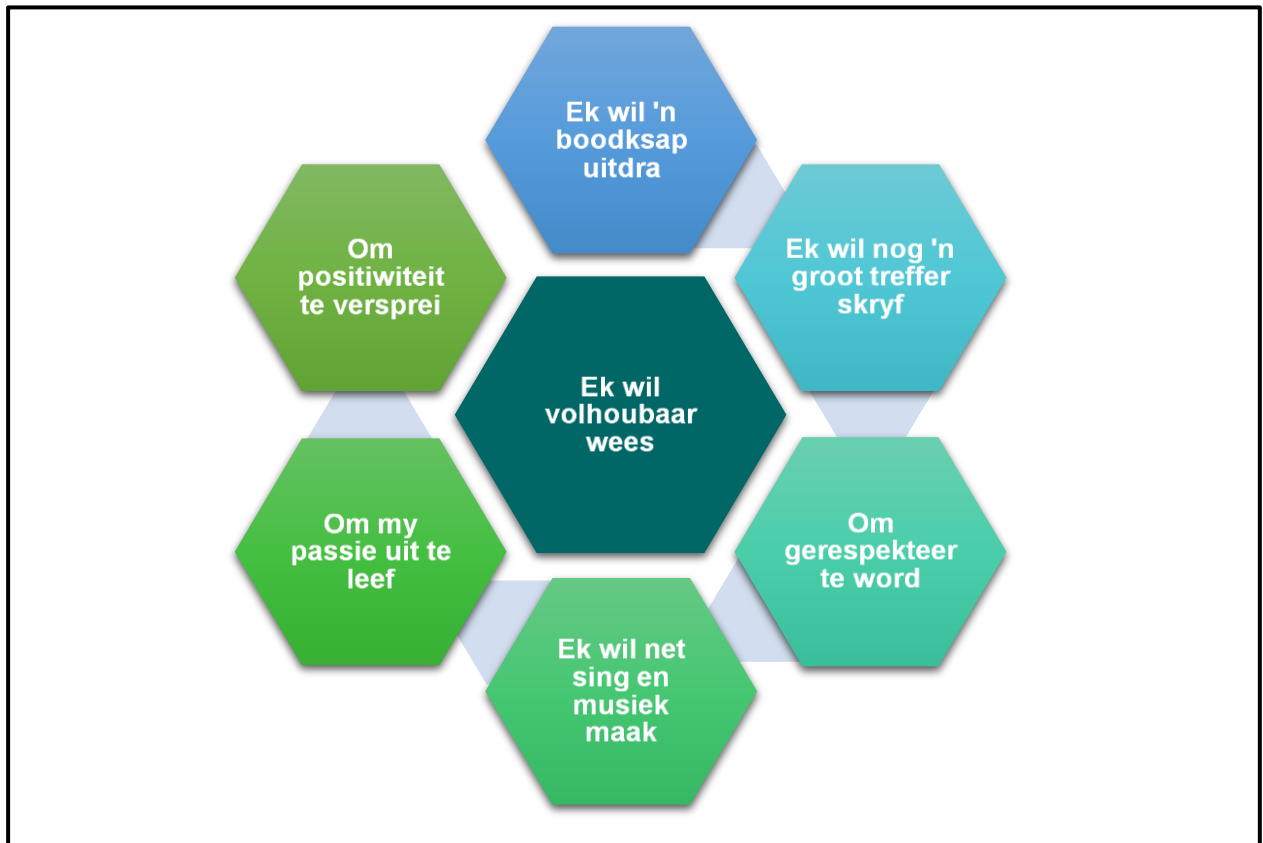 Ek wil 'n
boodksap
uitdra
Ek wil nog 'n
groot treffer
skryf
Om
gerespekteer
te word
Ek wil net
sing en
musiek
maak
Om my
passie uit te
leef
Om
positiwiteit
te versprei
Ek wil
volhoubaar
wees